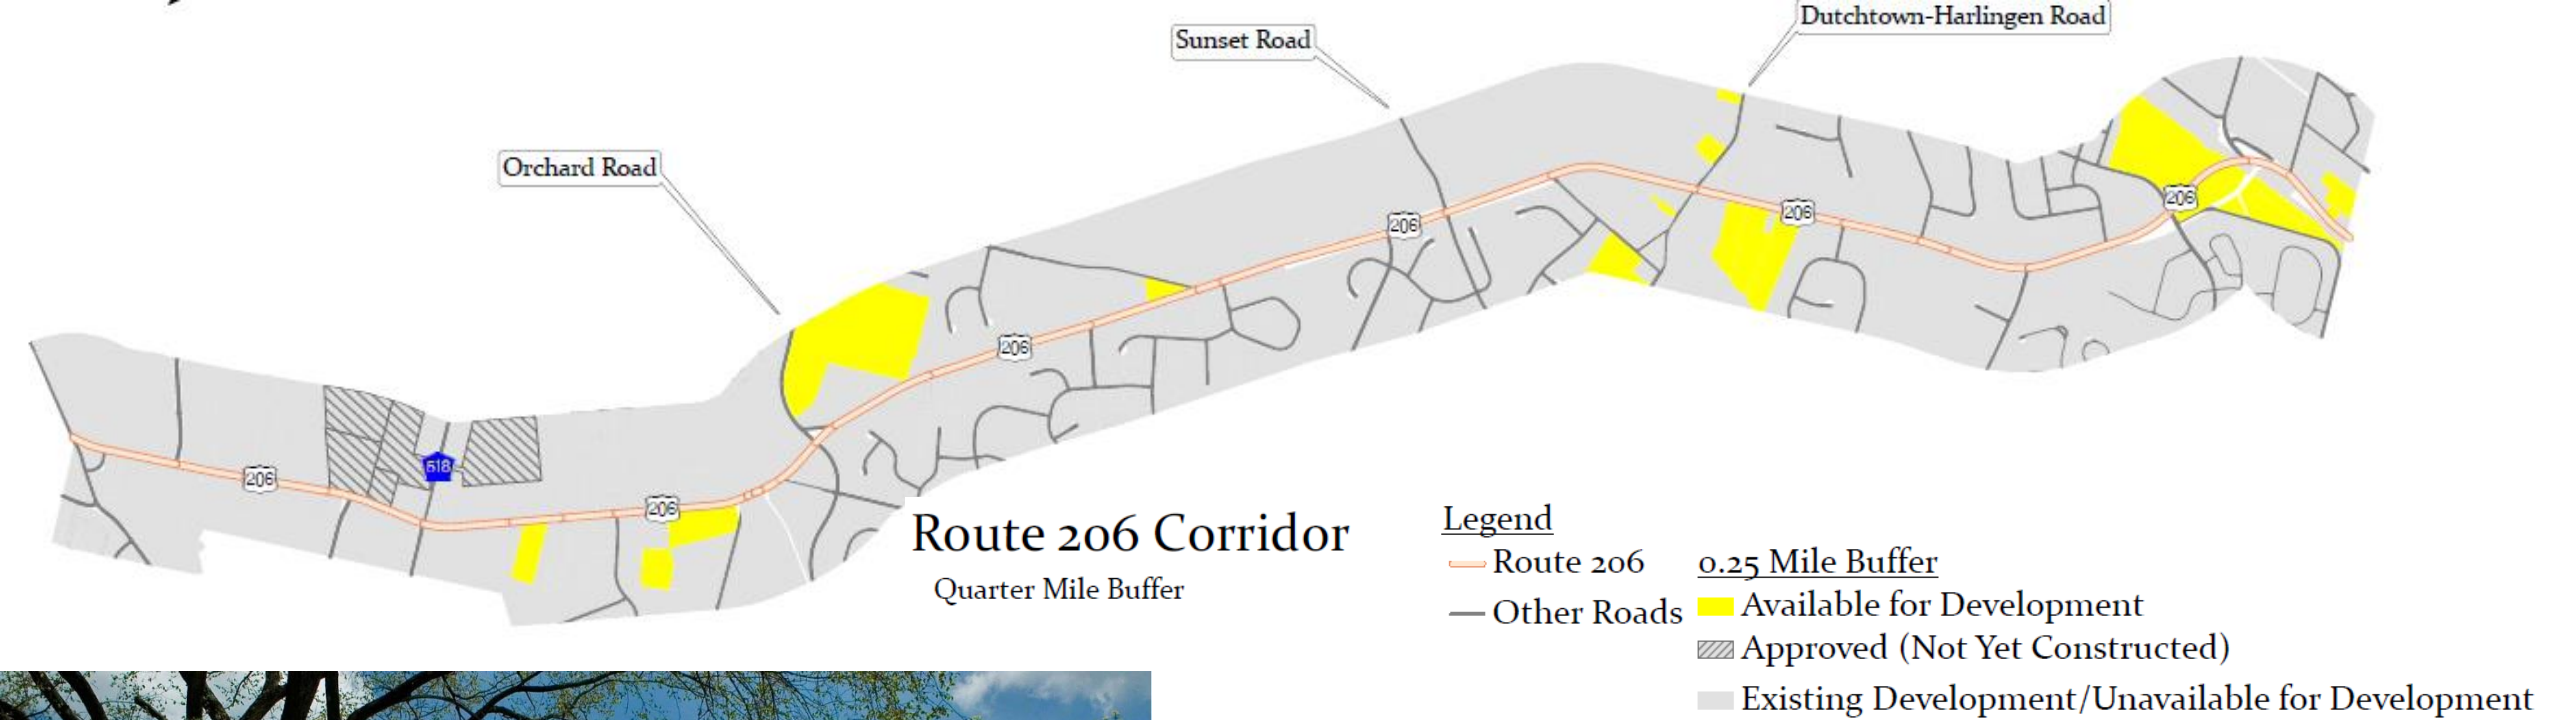 Dutchtown-Harlingen Road
Sunset Road
Orchard Road
206
206
206
206
206
206
618
Route 206 Corridor
Quarter Mile Buffer
Legend
Route 206
Other Roads
0.25 Mile Buffer
Available for Development
Approved (Not Yet Constructed)
Existing Development/Unavailable for Development